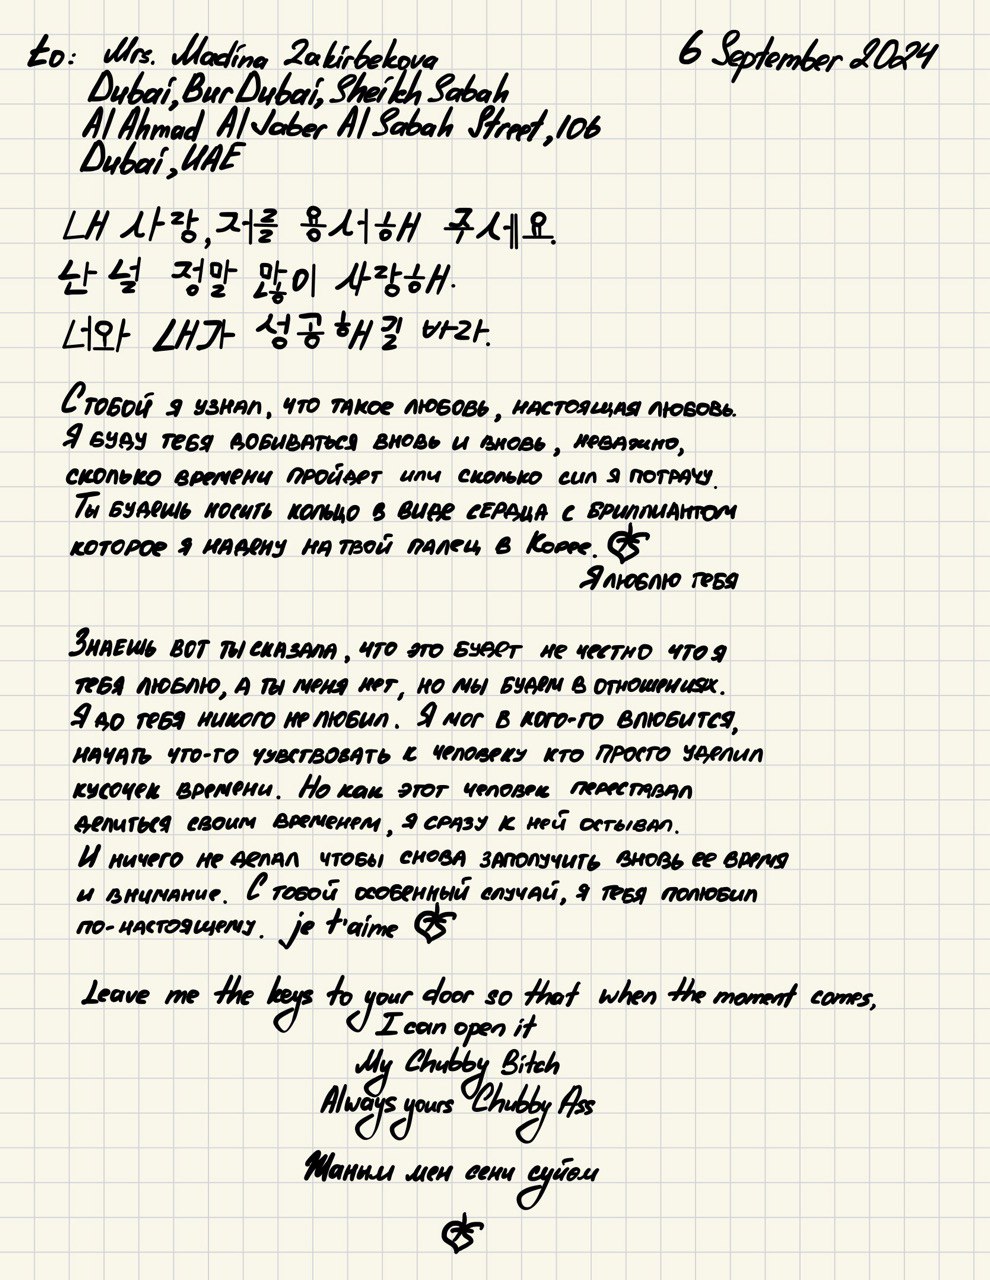 to: Mrs. Madina Zakirbekova
6 September 2024
Dubai, Bur Dubai, Sheikh Sabah
Al Ahmad Al Jaber Al Sabah Street, 106
Dubai, UAE
내 사랑, 저를 용서해 주세요.
난 널 정말 많이 사랑해.
너와 내가 성공해길 바라.
С тобой я узнал, что такое любовь, настоящая любовь.
Я буду тебя добиваться вновь и вновь, неважно,
сколько времени пройдет или сколько сил я потрачу.
Ты будешь носить кольцо в виде сердца с бриллиантом
которое я надену на твой палец в Корее.
Я люблю тебя
Знаешь вот ты сказала, что это будет не честно что я
тебя люблю, а ты меня нет, но мы будем в отношениях.
Я до тебя никого не любил. Я мог в кого-то влюбится,
начать что-то чувствовать к человеку кто просто уделил
кусочек времени. Но как этот человек переставал
делиться своим временем, я сразу к ней остывал.
И ничего не делал чтобы снова заполучить вновь ее время
и внимание. С тобой особенный случай, я тебя полюбил
по-настоящему. je t'aime
Leave me the keys to your door so that when the moment comes,
I can open it
My Chubby Bitch
Always yours Chubby Ass
Жаным мен сени суйем